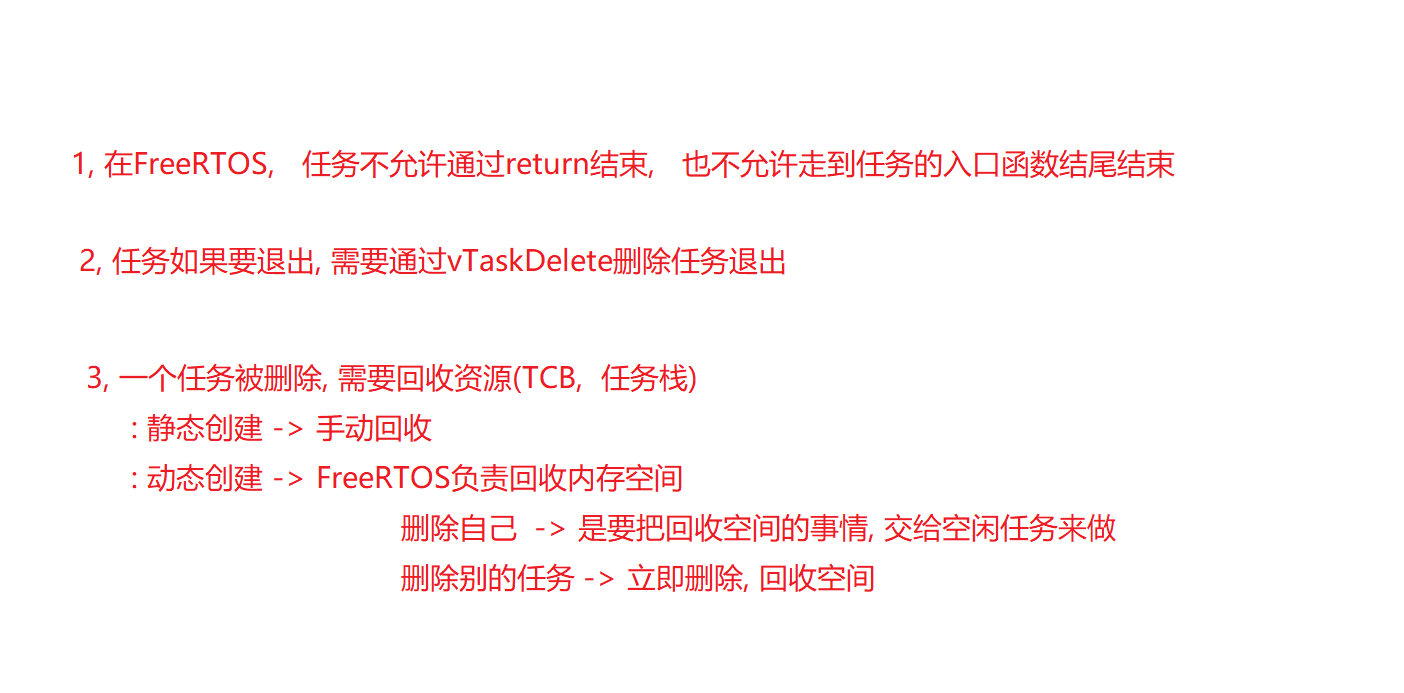 1, 在FreeRTOS, 任务不允许通过return结束, 也不允许走到任务的入口函数结尾结束
2, 任务如果要退出, 需要通过vTaskDelete删除任务退出
3, 一个任务被删除, 需要回收资源(TCB, 任务栈)
: 静态创建 -> 手动回收
: 动态创建 -> FreeRTOS负责回收内存空间
删除自己 -> 是要把回收空间的事情, 交给空闲任务来做
删除别的任务 -> 立即删除, 回收空间